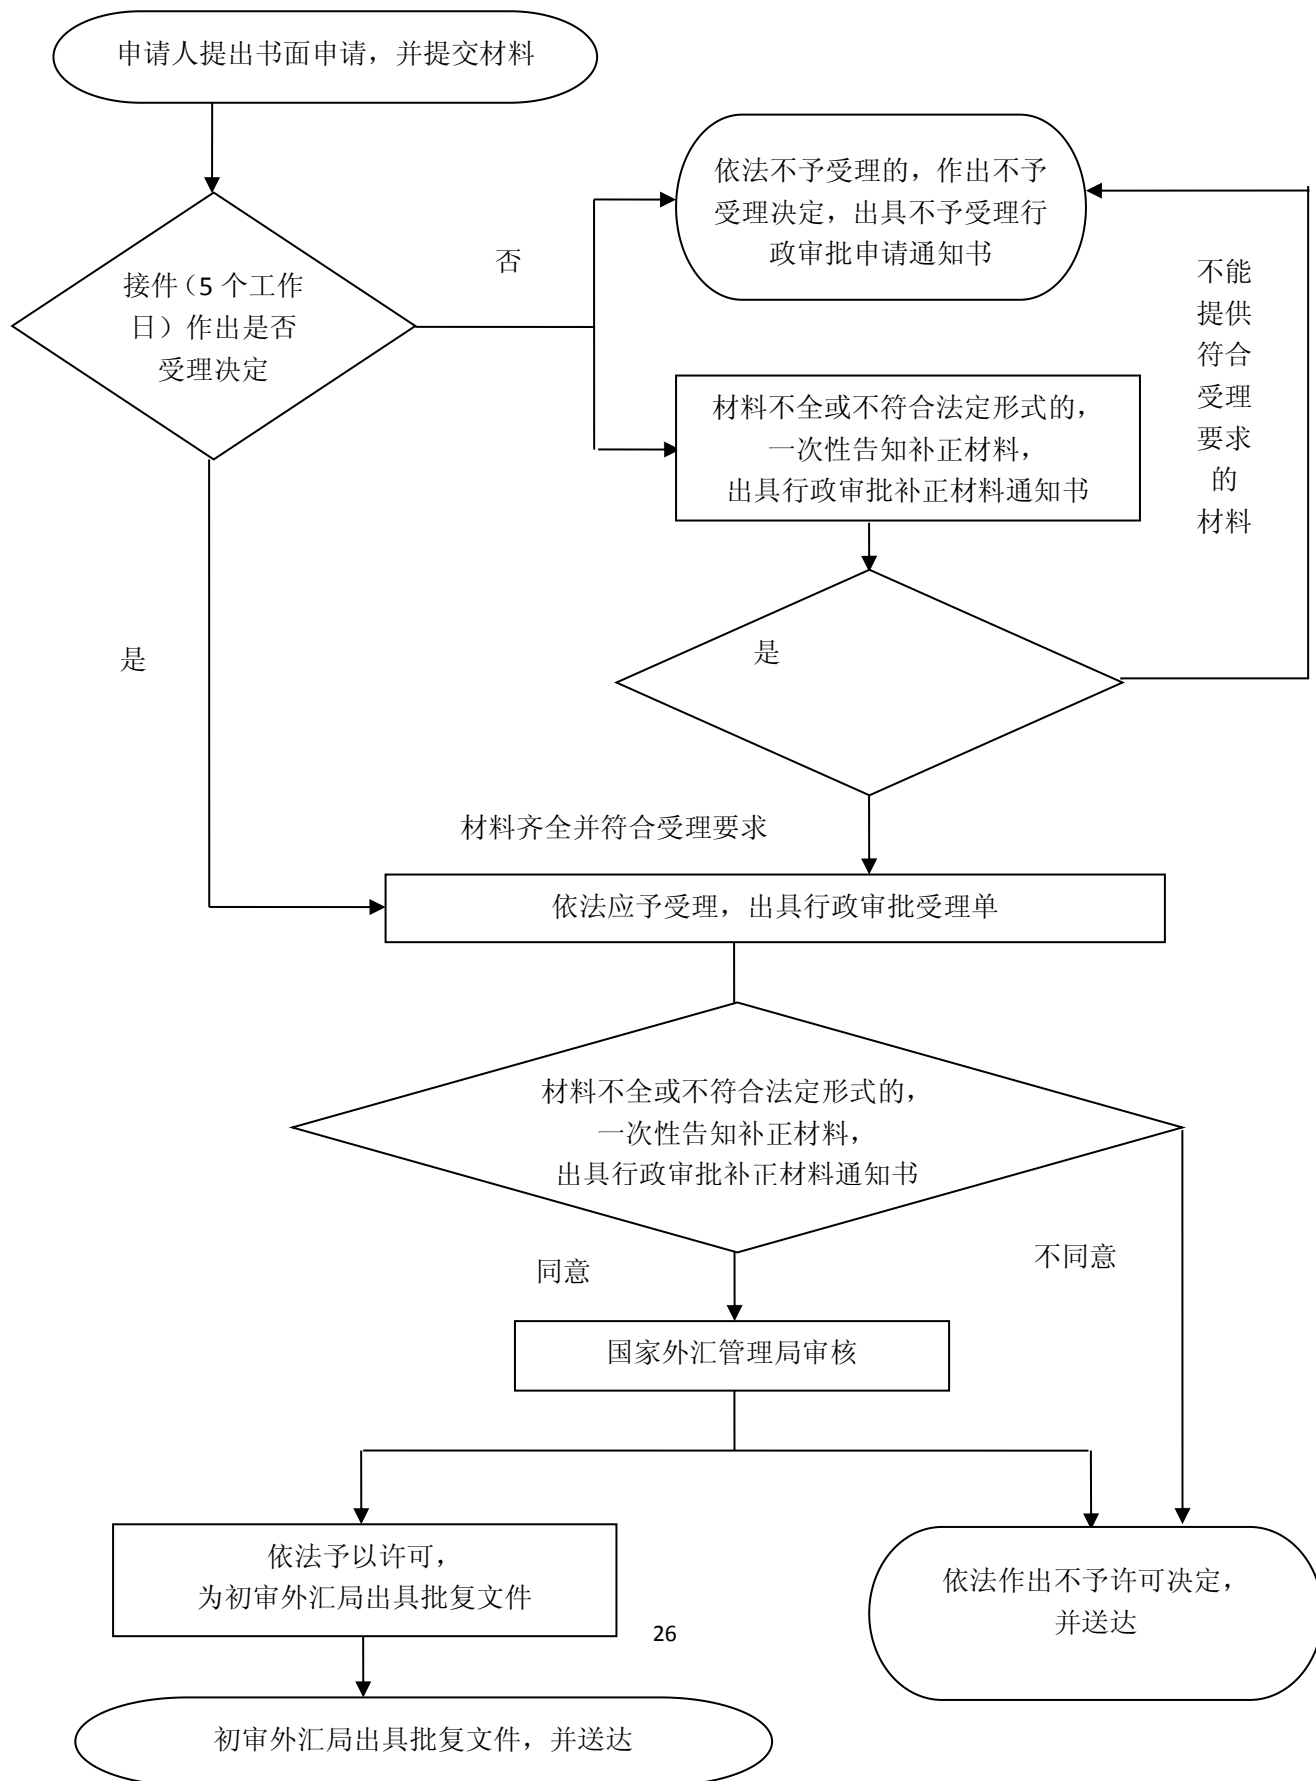 申请人提出书面申请，并提交材料
依法不予受理的，作出不予
受理决定，出具不予受理行
政审批申请通知书
否
接件（5 个工作
日）作出是否
受理决定
不能
提供
符合
受理
要求
的
材料
材料不全或不符合法定形式的，
一次性告知补正材料，
出具行政审批补正材料通知书
是
是
材料齐全并符合受理要求
依法应予受理，出具行政审批受理单
材料不全或不符合法定形式的，
一次性告知补正材料，
出具行政审批补正材料通知书
同意
不同意
国家外汇管理局审核
依法予以许可，
为初审外汇局出具批复文件
依法作出不予许可决定，
并送达
26
初审外汇局出具批复文件，并送达